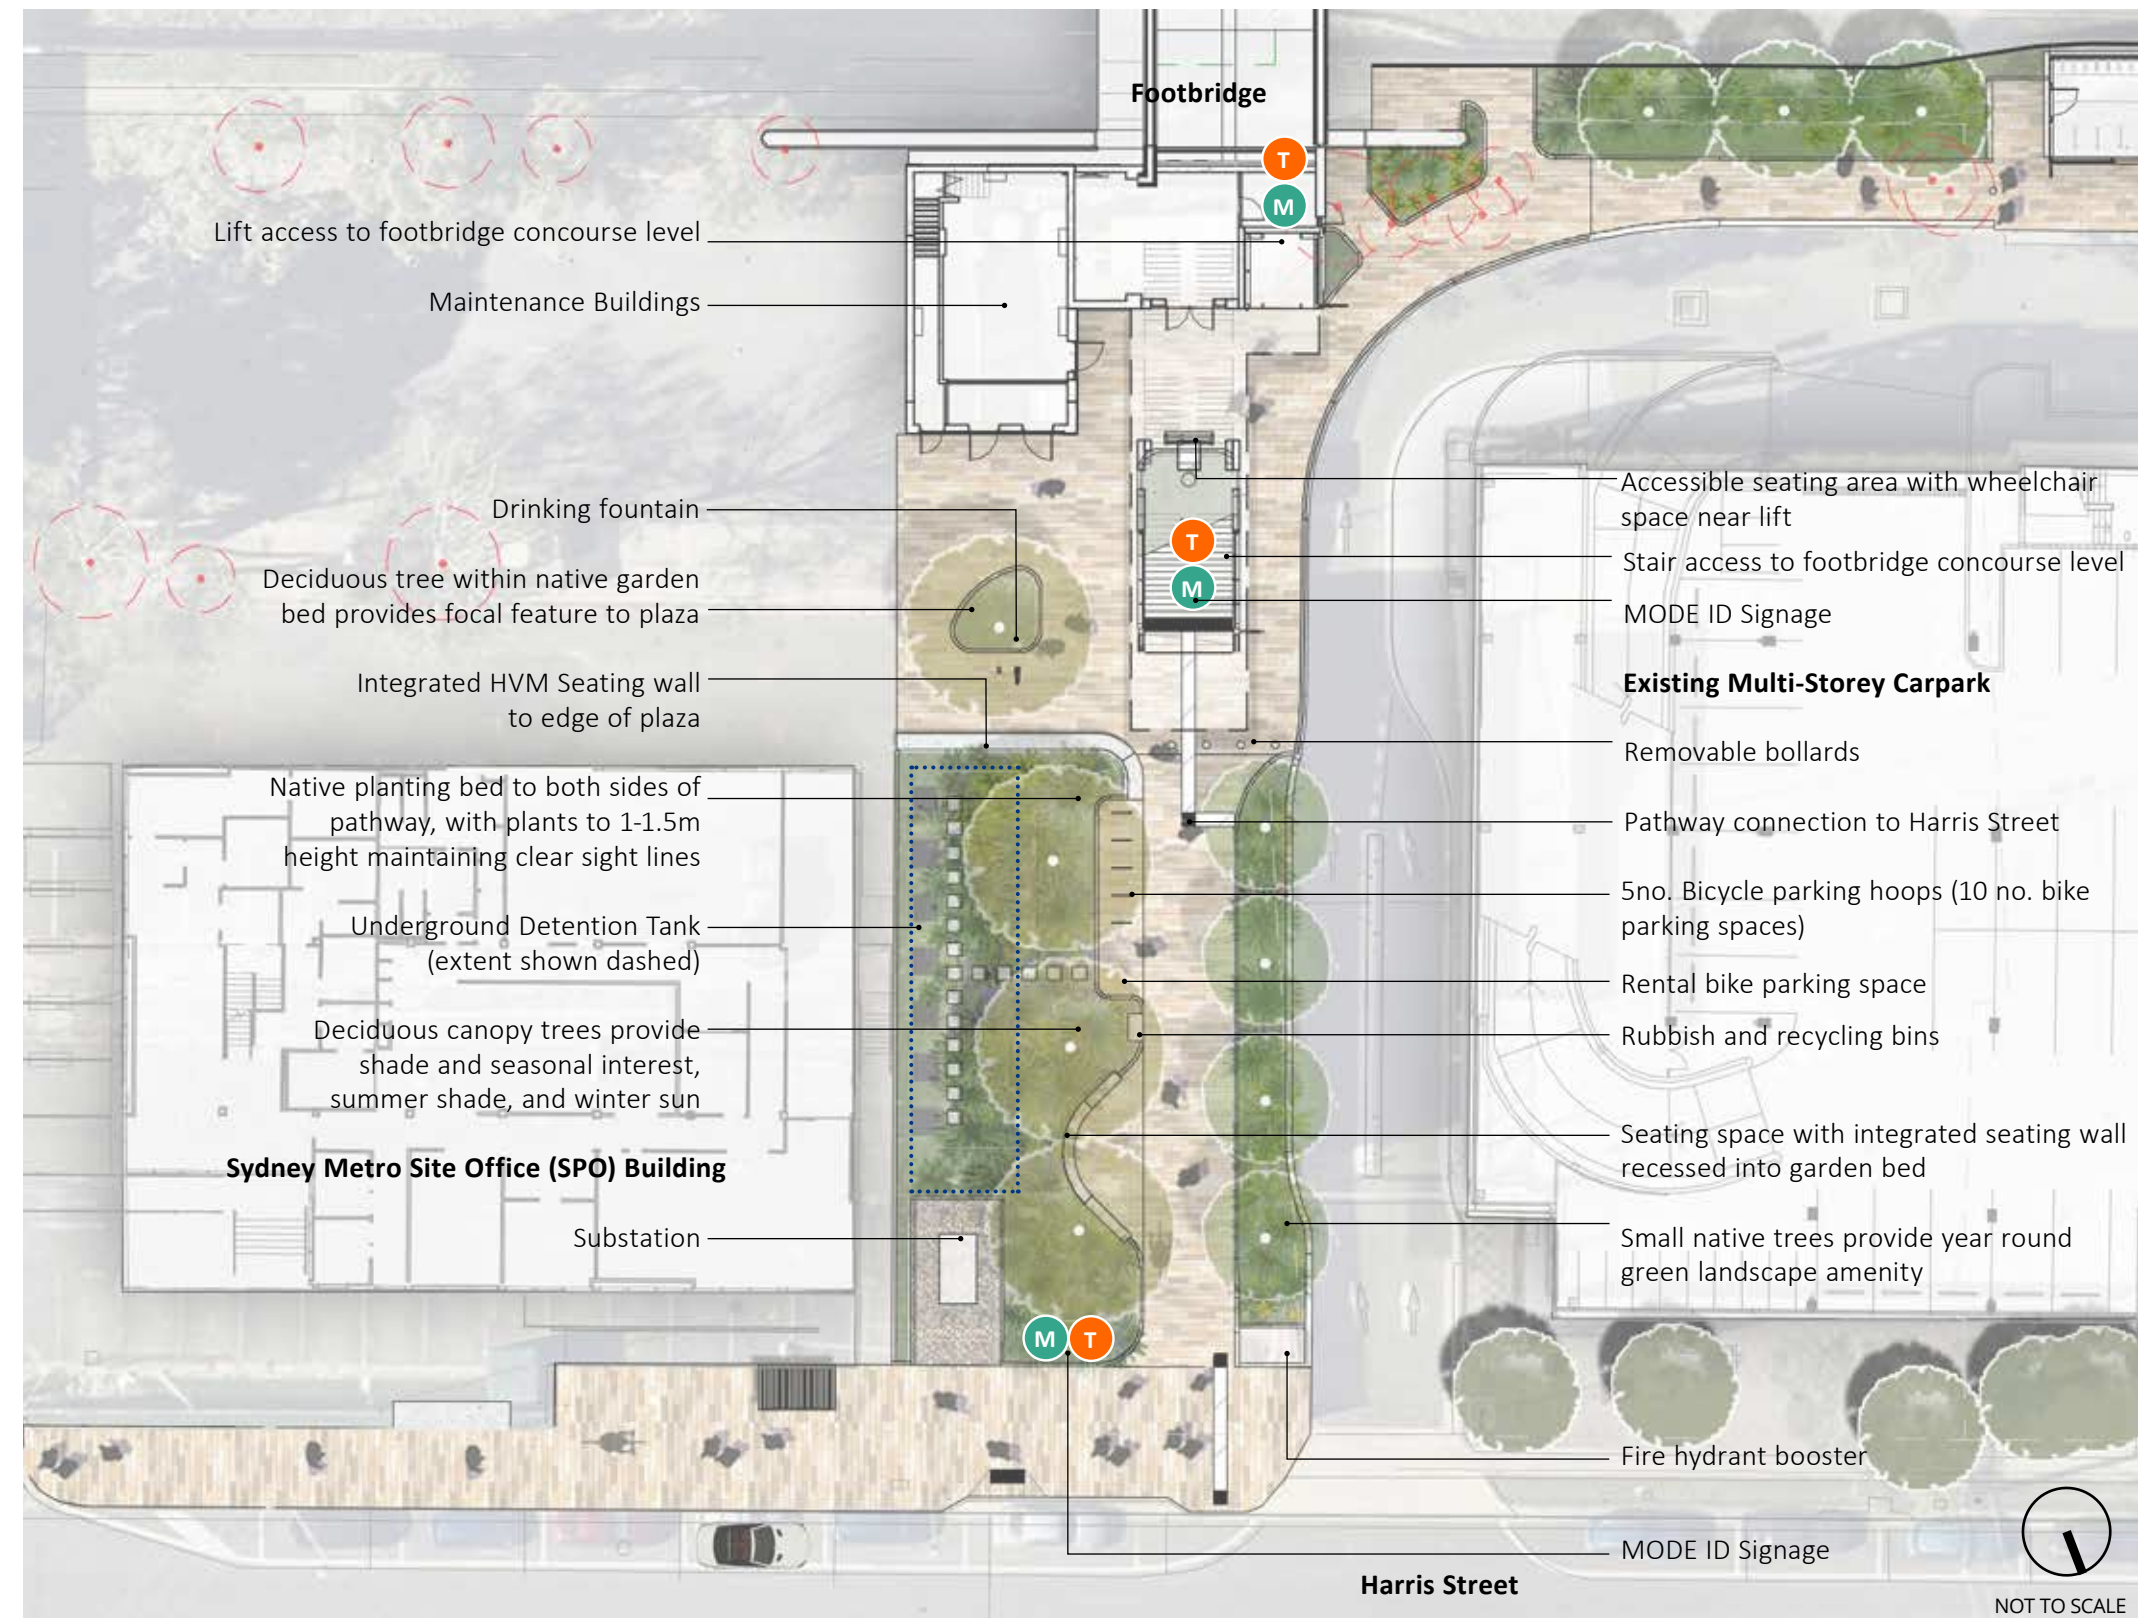 Footbridge
T
M
Lift access to footbridge concourse level
Maintenance Buildings
Drinking fountain
Deciduous tree within native garden
bed provides focal feature to plaza
Integrated HVM Seating wall
to edge of plaza
Native planting bed to both sides of
pathway, with plants to 1-1.5m
height maintaining clear sight lines
Underground Detention Tank
(extent shown dashed)
Deciduous canopy trees provide
shade and seasonal interest,
summer shade, and winter sun
Sydney Metro Site Office (SPO) Building
Substation
T
M
M T
Accessible seating area with wheelchair
space near lift
Stair access to footbridge concourse level
MODE ID Signage
Existing Multi-Storey Carpark
Removable bollards
Pathway connection to Harris Street
5no. Bicycle parking hoops (10 no. bike
parking spaces)
Rental bike parking space
Rubbish and recycling bins
Seating space with integrated seating wall
recessed into garden bed
Small native trees provide year round
green landscape amenity
Fire hydrant booster
MODE ID Signage
Harris Street
NOT TO SCALE